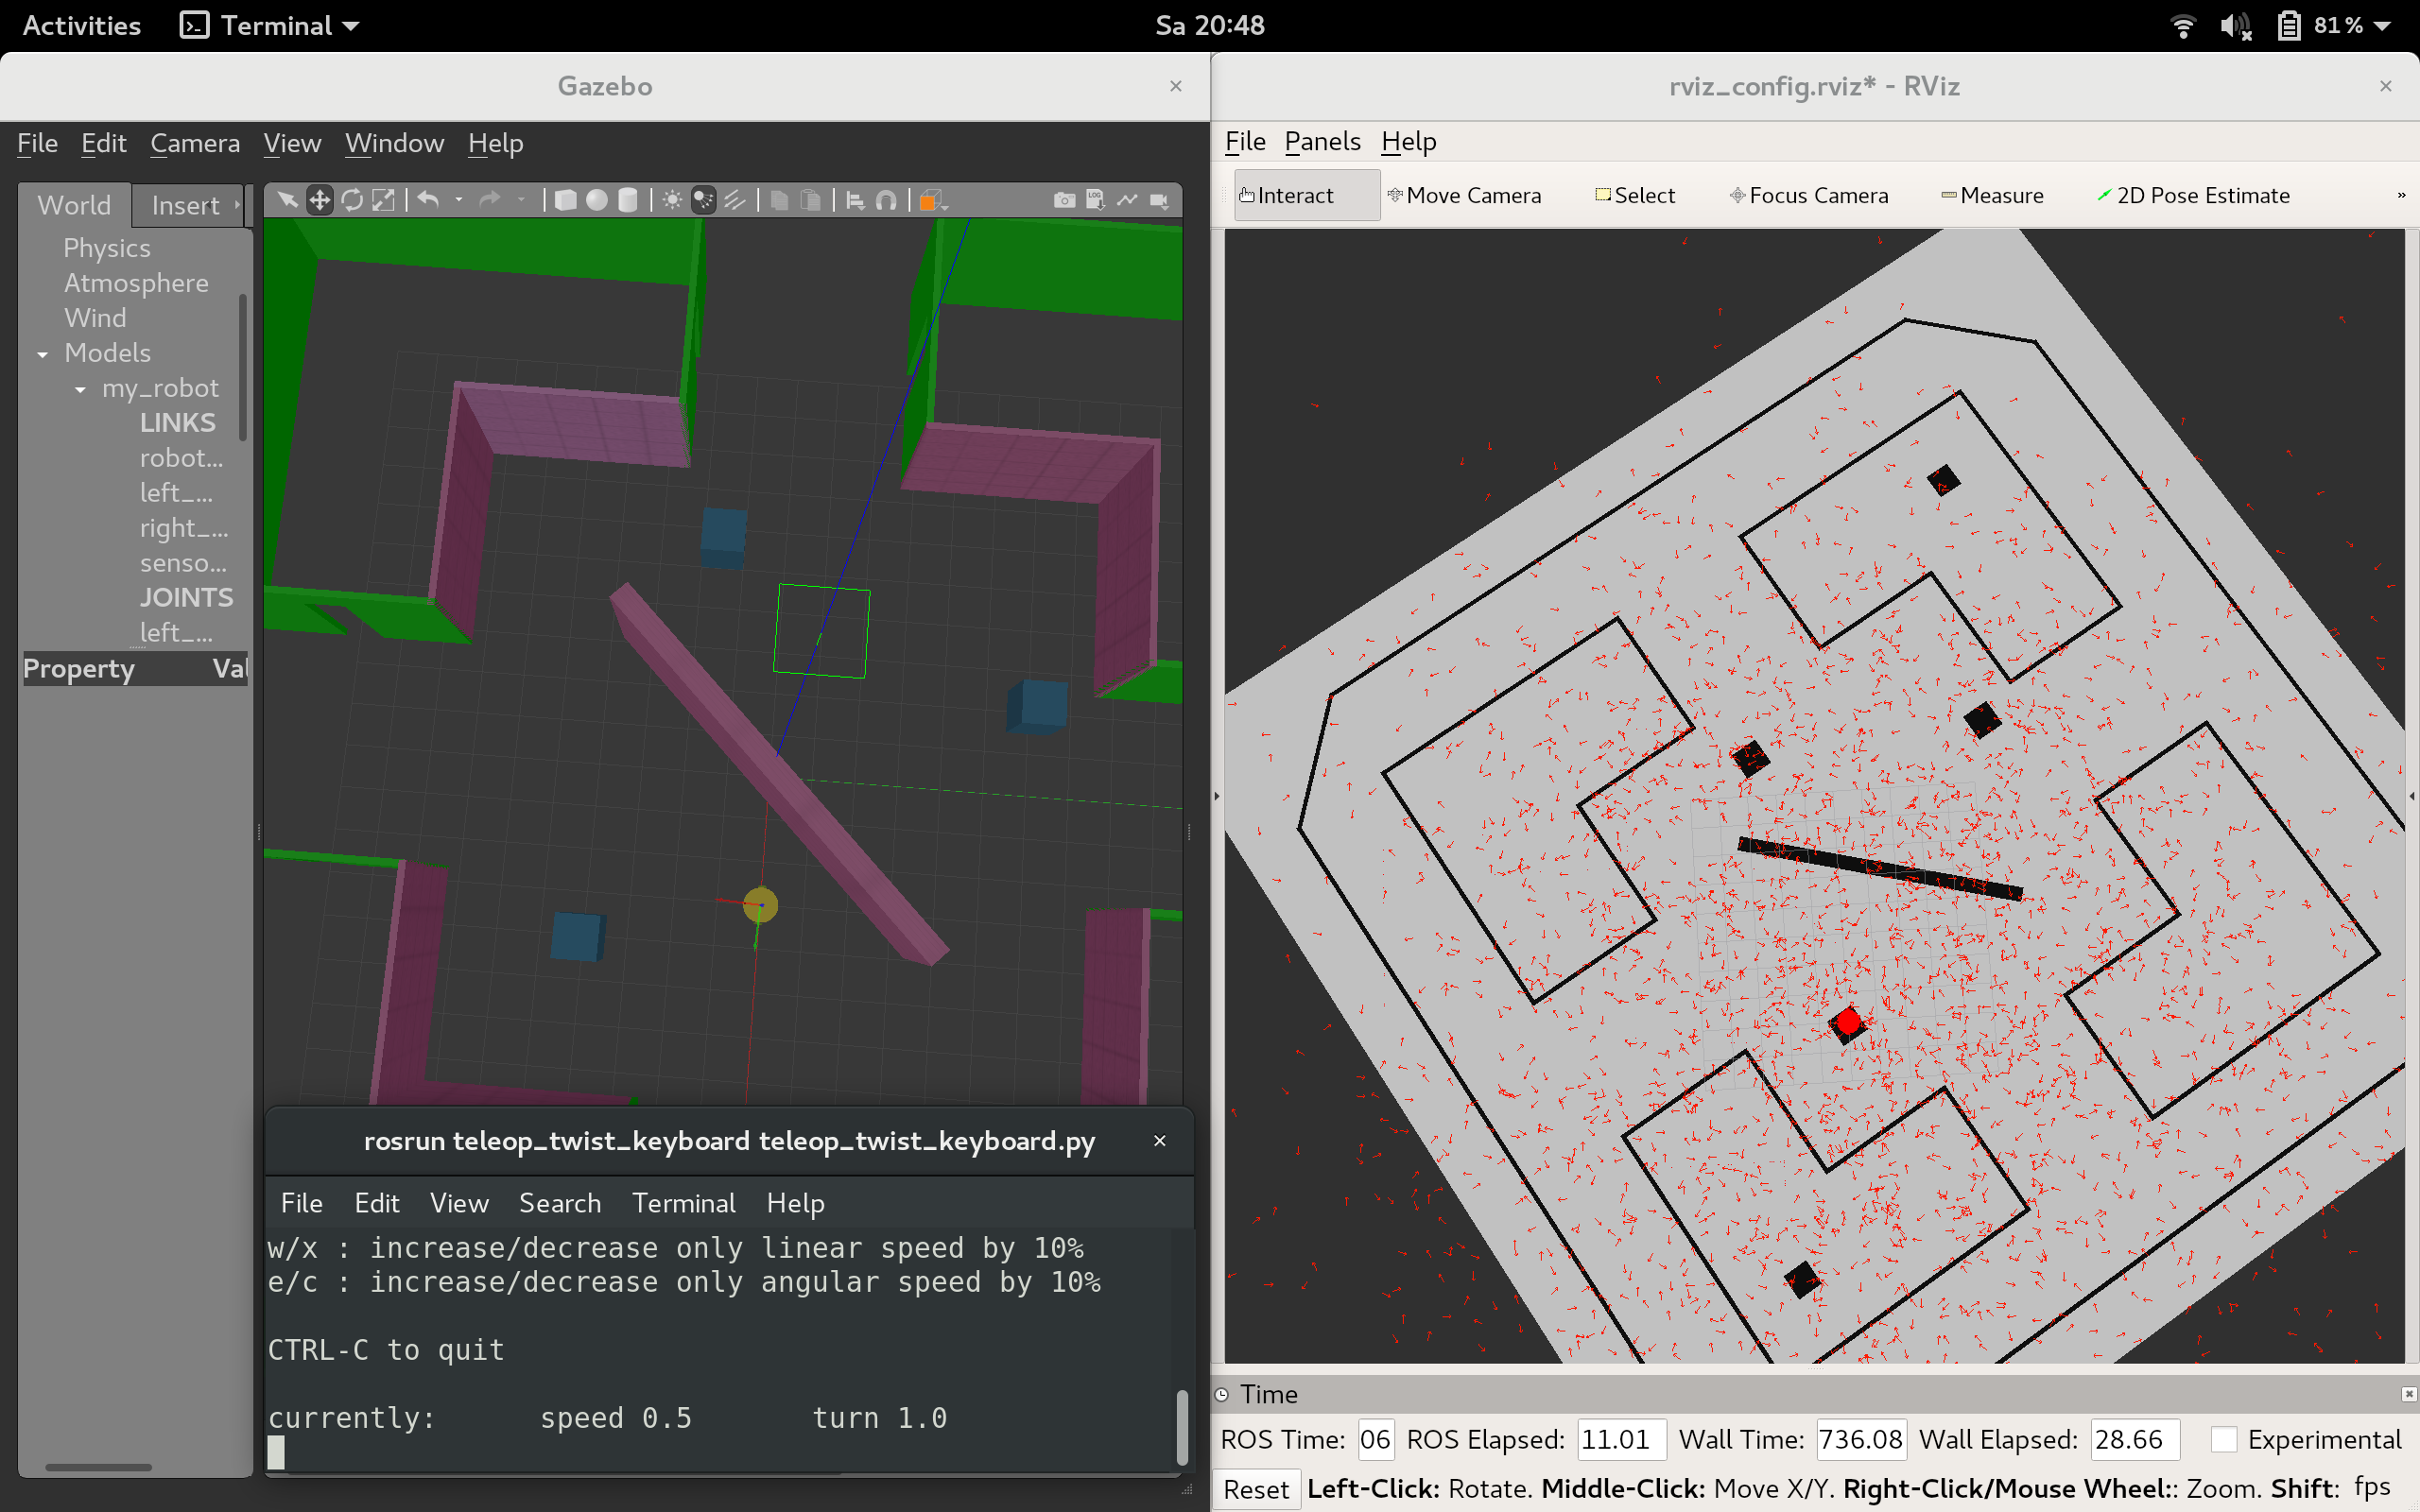 Activities Terminal Sa 20:48 81%
Gazebo
File Edit Camera View Window Help
World Insert
Physics
Atmosphere
Wind
Models
my_robot
LINKS
robot...
left_...
right_...
senso...
JOINTS
left_...
Property Val
rosrun teleop_twist_keyboard teleop_twist_keyboard.py
File Edit View Search Terminal Help
w/x : increase/decrease only linear speed by 10%
e/c : increase/decrease only angular speed by 10%
CTRL-C to quit
currently: speed 0.5 turn 1.0
rviz_config.rviz* - RViz
File Panels Help
Interact Move Camera Select Focus Camera Measure 2D Pose Estimate »
Time
ROS Time: 06 ROS Elapsed: 11.01 Wall Time: 736.08 Wall Elapsed: 28.66 Experimental
Reset Left-Click: Rotate. Middle-Click: Move X/Y. Right-Click/Mouse Wheel:: Zoom. Shift: fps